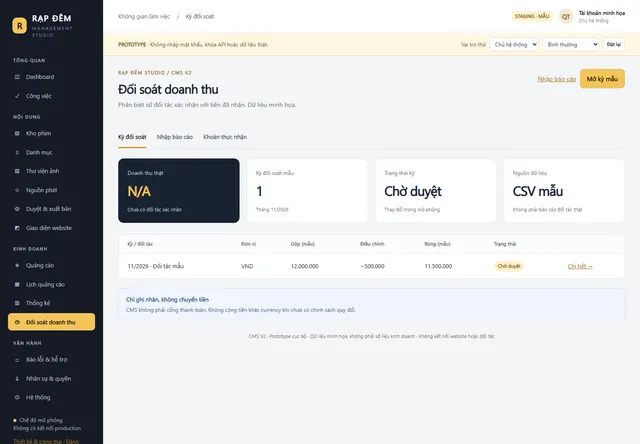 R
RẠP ĐÊM
MANAGEMENT
STUDIO
TỔNG QUAN
Dashboard
Công việc
NỘI DUNG
Kho phim
Danh mục
Thư viện ảnh
Nguồn phát
Duyệt & xuất bản
Giao diện website
KINH DOANH
Quảng cáo
Lịch quảng cáo
Thống kê
Đối soát doanh thu
VẬN HÀNH
Báo lỗi & hỗ trợ
Nhân sự & quyền
Hệ thống
Chế độ mô phỏng
Không có kết nối production
Không gian làm việc / Kỳ đối soát
STAGING · MẪU
QT
Tài khoản minh họa
Chủ hệ thống
PROTOTYPE · Không nhập mật khẩu, khóa API hoặc dữ liệu thật.
Vai trò thử
Chủ hệ thống
Bình thường
Đặt lại
RẠP ĐÊM STUDIO / CMS V2
Đối soát doanh thu
Phân biệt số đối tác xác nhận với tiền đã nhận. Dữ liệu minh họa.
Nhập báo cáo
Mở kỳ mẫu
Kỳ đối soát
Nhập báo cáo
Khoản thực nhận
Doanh thu thật
N/A
Chưa có đối tác xác nhận
Kỳ đối soát mẫu
1
Tháng 11/2026
Trạng thái kỳ
Chờ duyệt
Thay đổi trong mô phỏng
Nguồn dữ liệu
CSV mẫu
Không phải báo cáo đối tác thật
Kỳ / đối tác Đơn vị Gộp (mẫu) Điều chỉnh Ròng (mẫu) Trạng thái
11/2026 · Đối tác mẫu VND 12.000.000 −500.000 11.500.000 Chờ duyệt Chi tiết →
Chỉ ghi nhận, không chuyển tiền
CMS không phải cổng thanh toán. Không cộng tiền khác currency khi chưa có chính sách quy đổi.
CMS V2 · Prototype cục bộ · Dữ liệu minh họa, không phải số liệu kinh doanh · Không kết nối website hoặc đối tác